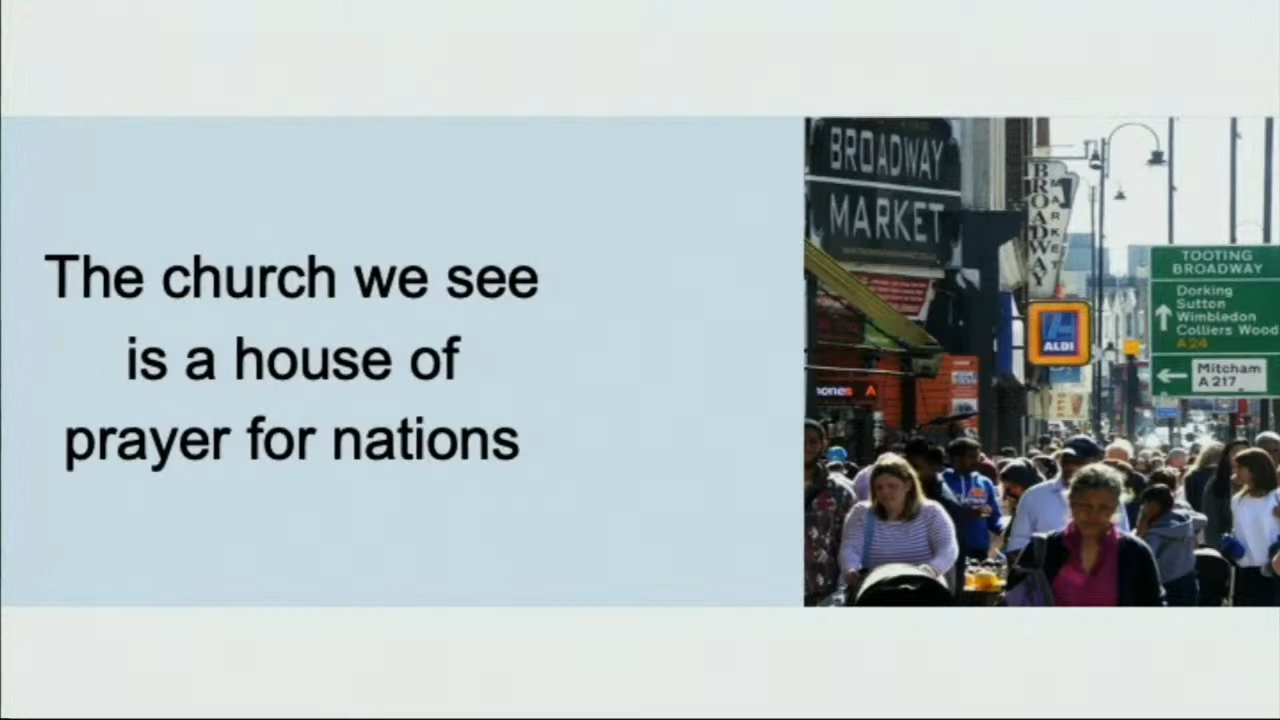 The church we see
is a house of
prayer for nations
BROADWAY
MARKET
BROADWAY
MARKET
ALDI
TOOTING
BROADWAY
Dorking
Sutton
Wimbledon
Colliers Wood
A24
Mitcham
A217